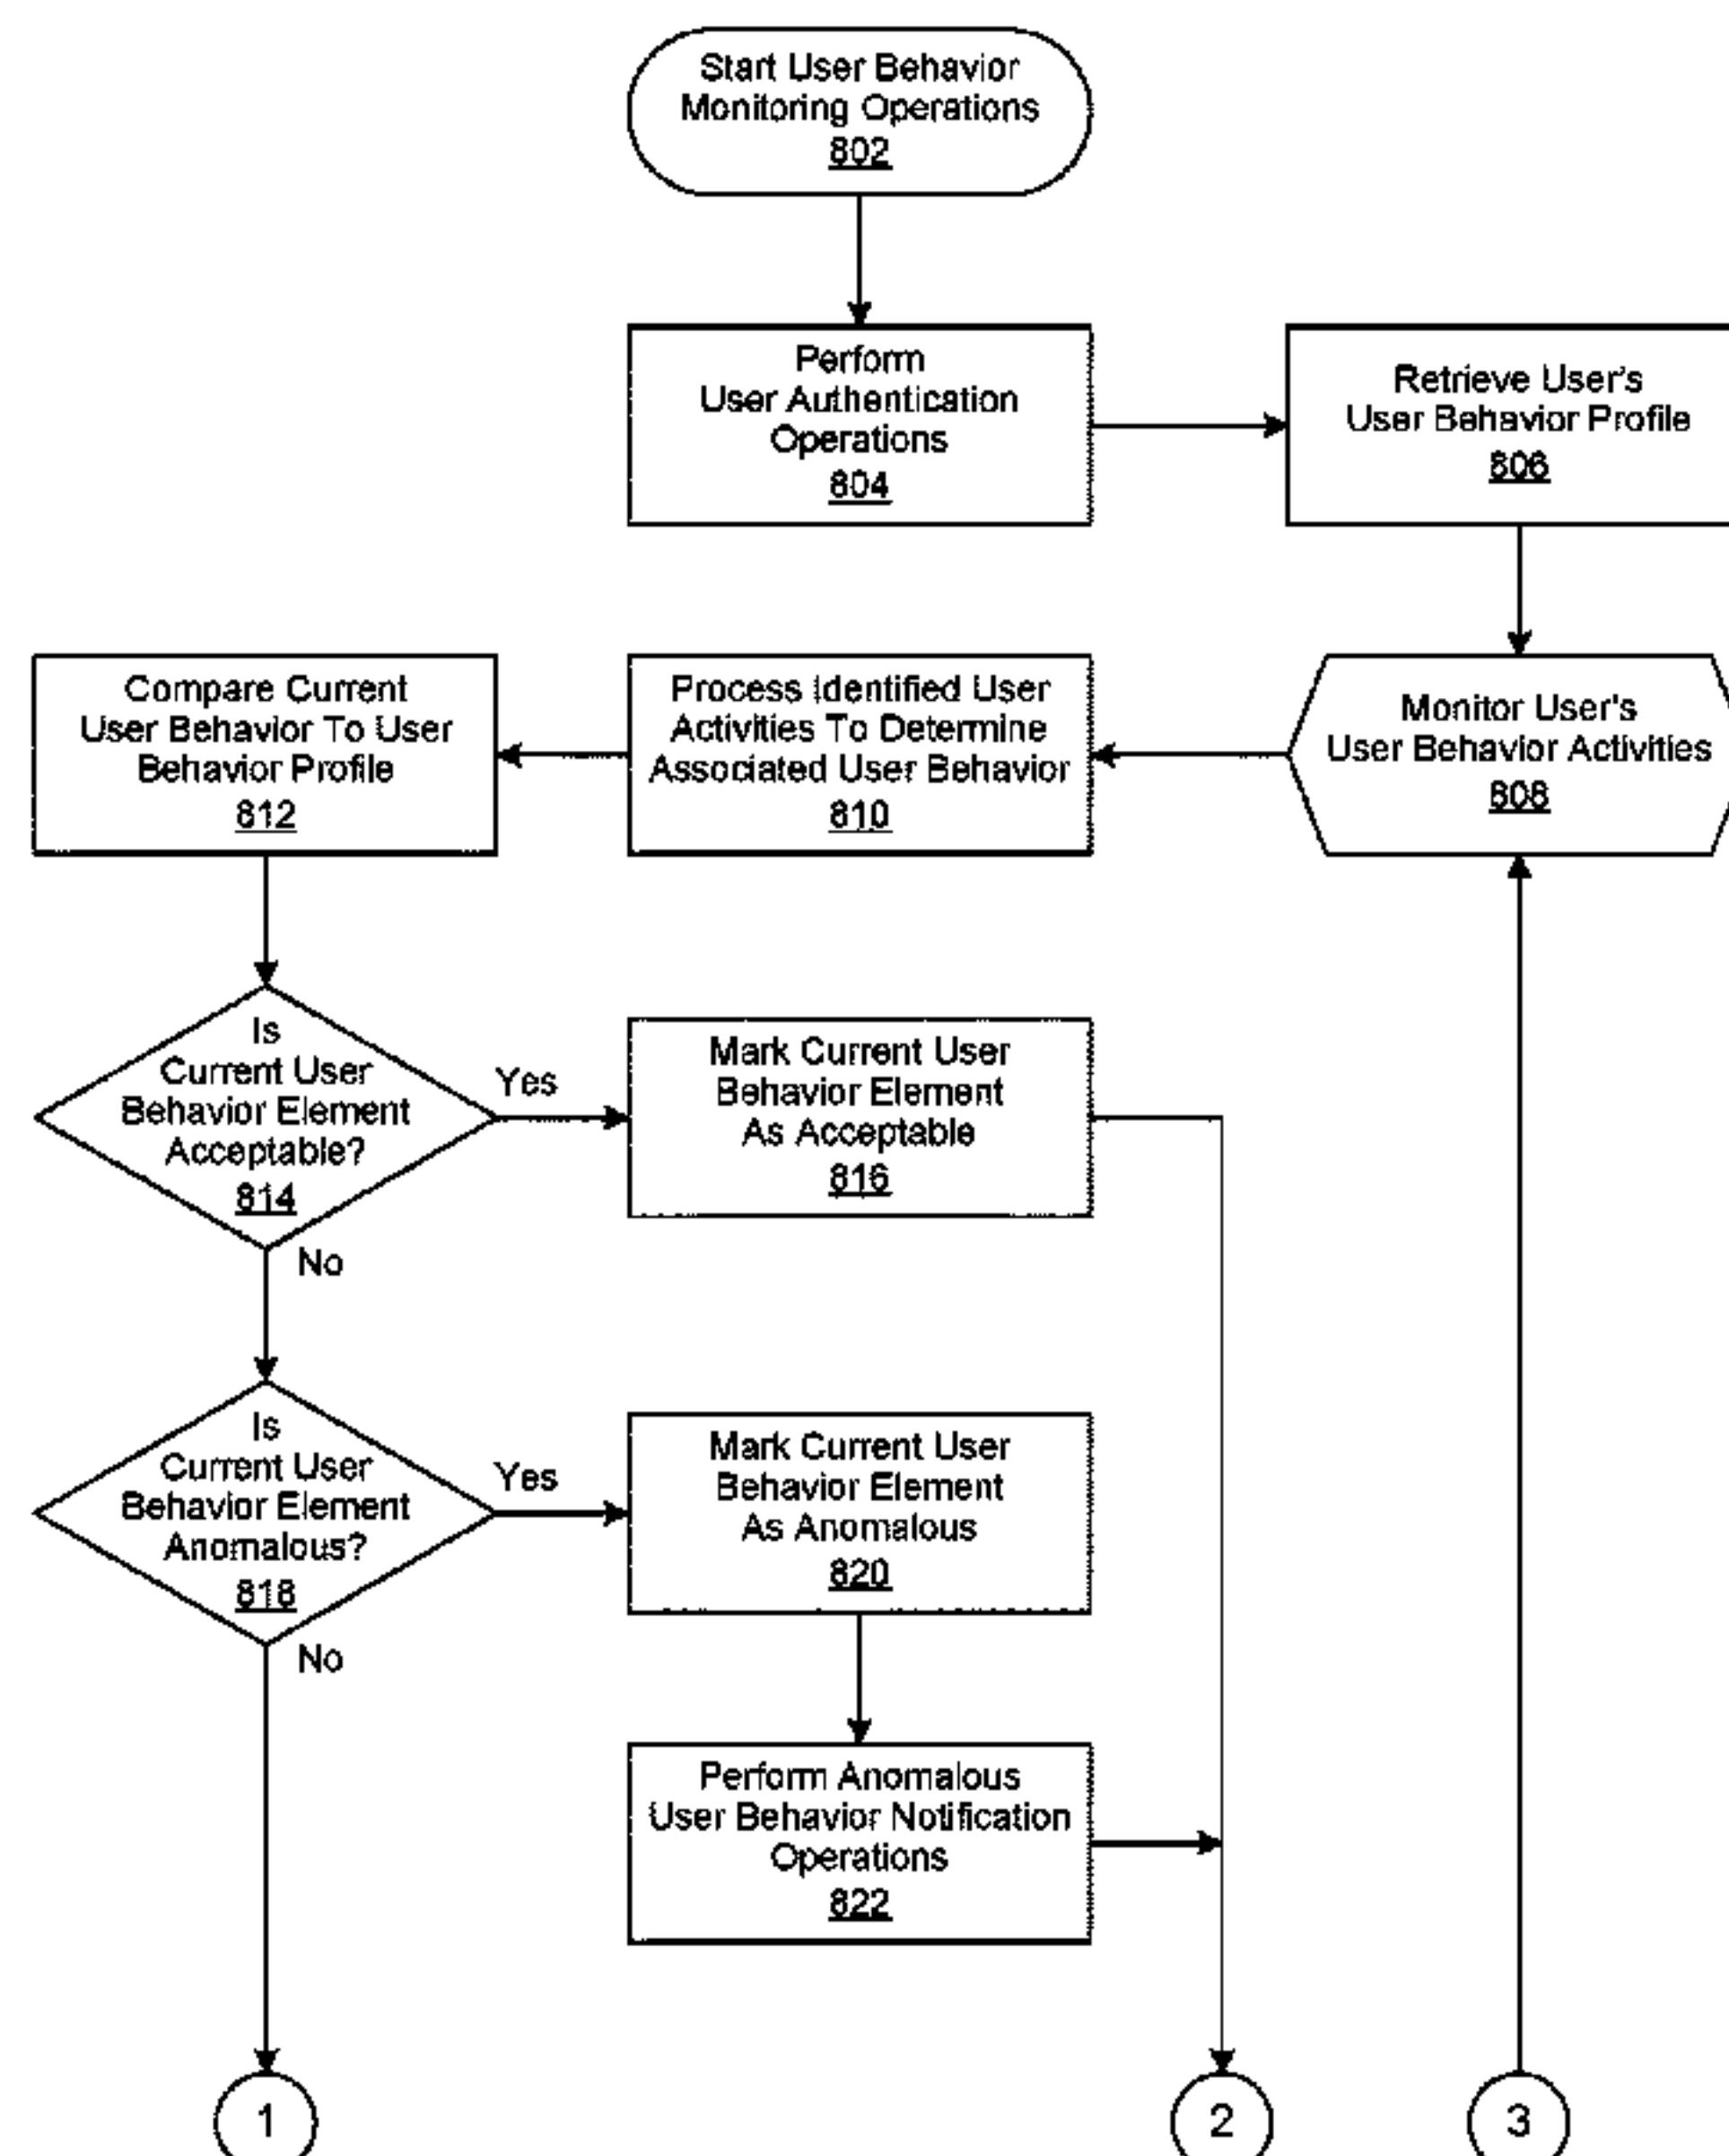 Start User Behavior
Monitoring Operations
802
Perform
User Authentication
Operations
804
Retrieve User's
User Behavior Profile
806
Compare Current
User Behavior To User
Behavior Profile
812
Process Identified User
Activities To Determine
Associated User Behavior
810
Monitor User's
User Behavior Activities
808
Is
Current User
Behavior Element
Acceptable?
814
Yes
No
Mark Current User
Behavior Element
As Acceptable
816
Is
Current User
Behavior Element
Anomalous?
818
Yes
No
Mark Current User
Behavior Element
As Anomalous
820
Perform Anomalous
User Behavior Notification
Operations
822
1
2
3